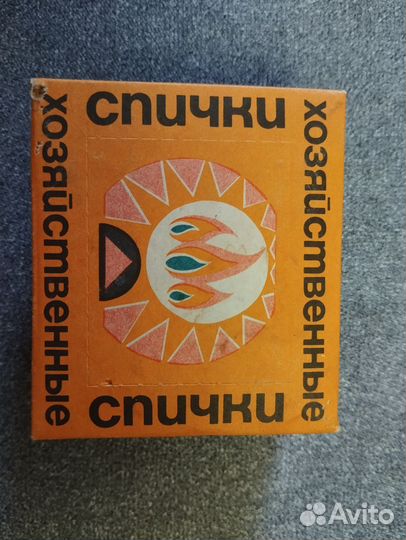 спички
хозяйственные
хозяйственные
спички
Avito